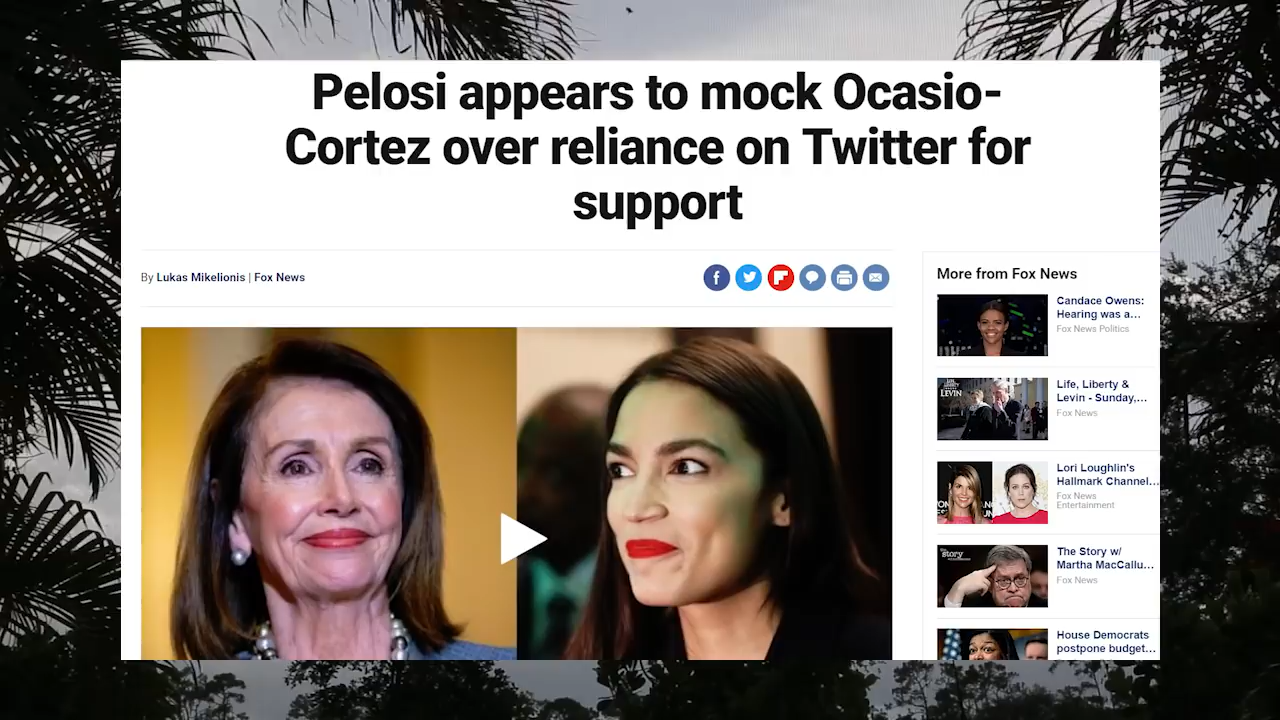 Pelosi appears to mock Ocasio-
Cortez over reliance on Twitter for
support
By Lukas Mikelionis | Fox News
More from Fox News
Candace Owens:
Hearing was a...
Fox News Politics
Life, Liberty &
Levin - Sunday,...
Fox News
LEVIN
Lori Loughlin's
Hallmark Channel...
Fox News
Entertainment
The Story w/
Martha MacCallu...
Fox News
story
House Democrats
postpone budget...